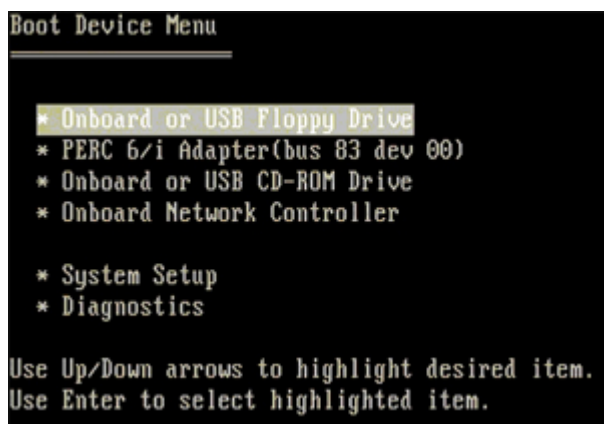 Boot Device Menu
* Onboard or USB Floppy Drive
* PERC 6/i Adapter(bus 83 dev 00)
* Onboard or USB CD-ROM Drive
* Onboard Network Controller
* System Setup
* Diagnostics
Use Up/Down arrows to highlight desired item.
Use Enter to select highlighted item.